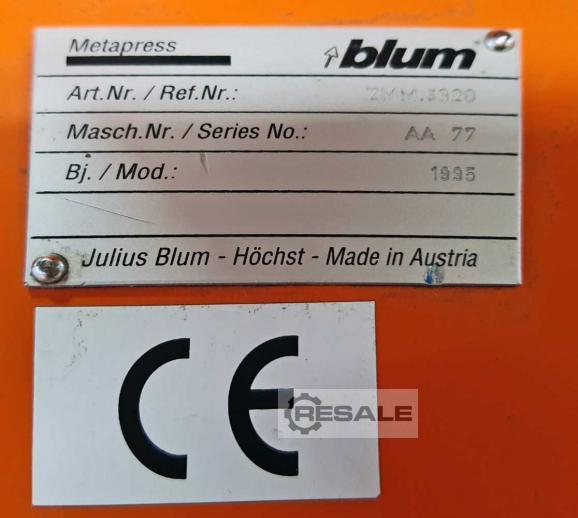 Metapress blum
Art.Nr. / Ref.Nr.: ZMM.3320
Masch.Nr. / Series No.: AA 77
Bj. / Mod.: 1995
Julius Blum - Höchst - Made in Austria
CE
RESALE